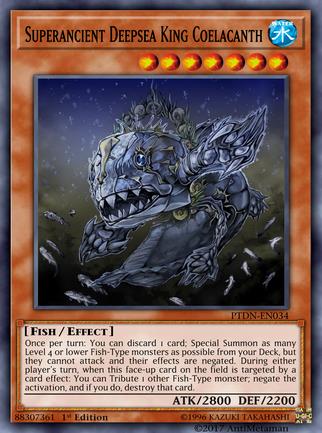 Superancient Deepsea King Coelacanth
WATER
水
PTDN-EN034
[Fish / Effect]
Once per turn: You can discard 1 card; Special Summon as many
Level 4 or lower Fish-Type monsters as possible from your Deck, but
they cannot attack and their effects are negated. During either
player's turn, when this face-up card on the field is targeted by a
card effect: You can Tribute 1 other Fish-Type monster; negate the
activation, and if you do, destroy that card.
ATK/2800 DEF/2200
88307361 1st Edition ©1996 KAZUKI TAKAHASHI
©2017 AntiMetaman